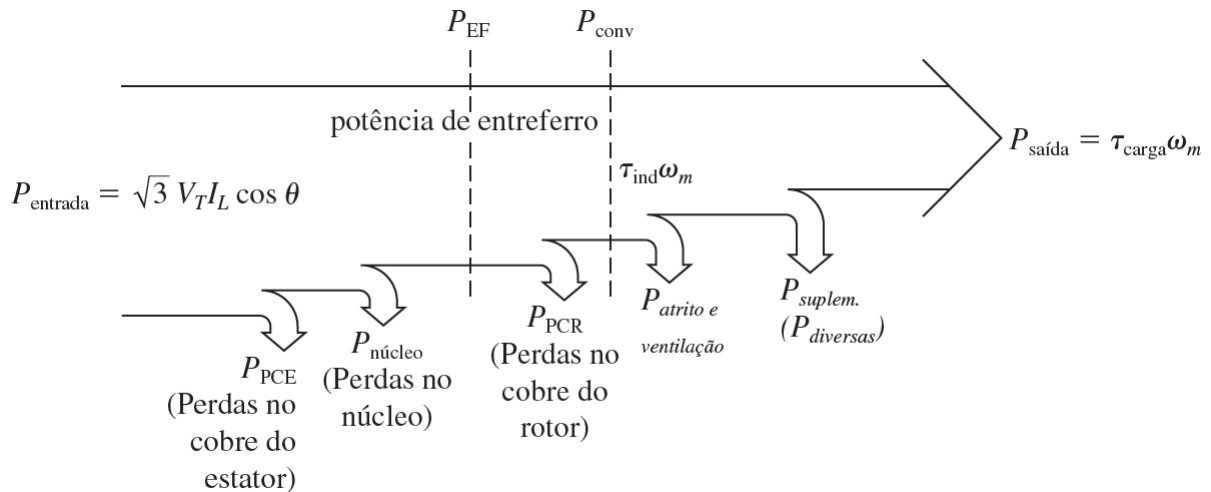 P_EF
P_conv
potência de entreferro
P_saída = τ_carga ω_m
τ_ind ω_m
P_entrada = √3 V_T I_L cos θ
P_PCE
(Perdas no
cobre do
estator)
P_núcleo
(Perdas no
núcleo)
P_PCR
(Perdas no
cobre do
rotor)
P_atrito e
ventilação
P_suplem.
(P_diversas)